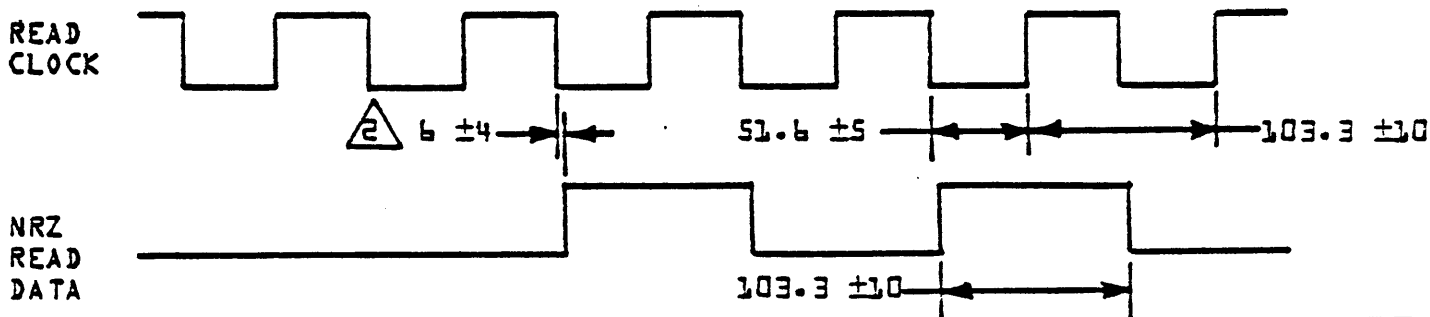 READ
CLOCK
2 6 ±4
51.6 ±5
103.3 ±10
NRZ
READ
DATA
103.3 ±10